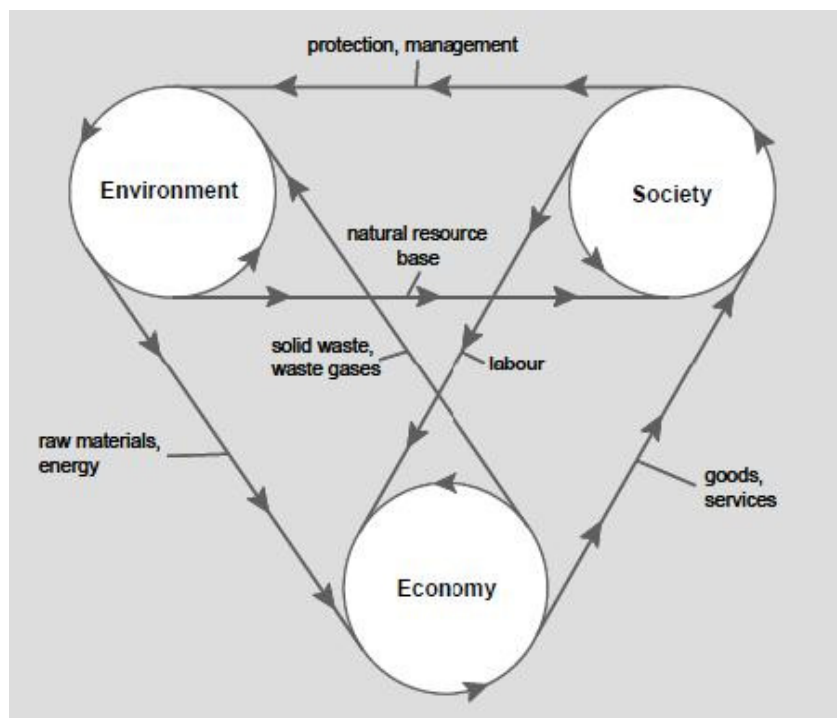 protection, management
Environment
Society
natural resource
base
solid waste,
waste gases
labour
raw materials,
energy
goods,
services
Economy